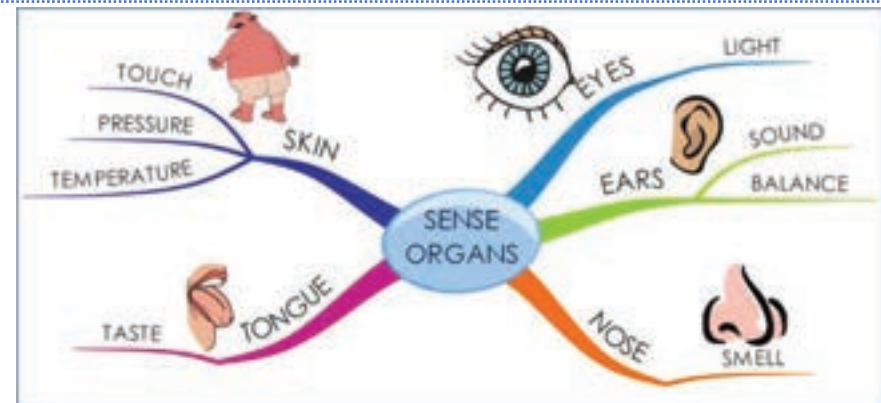 SENSE
ORGANS
EYES
LIGHT
EARS
SOUND
BALANCE
NOSE
SMELL
TONGUE
TASTE
SKIN
TOUCH
PRESSURE
TEMPERATURE